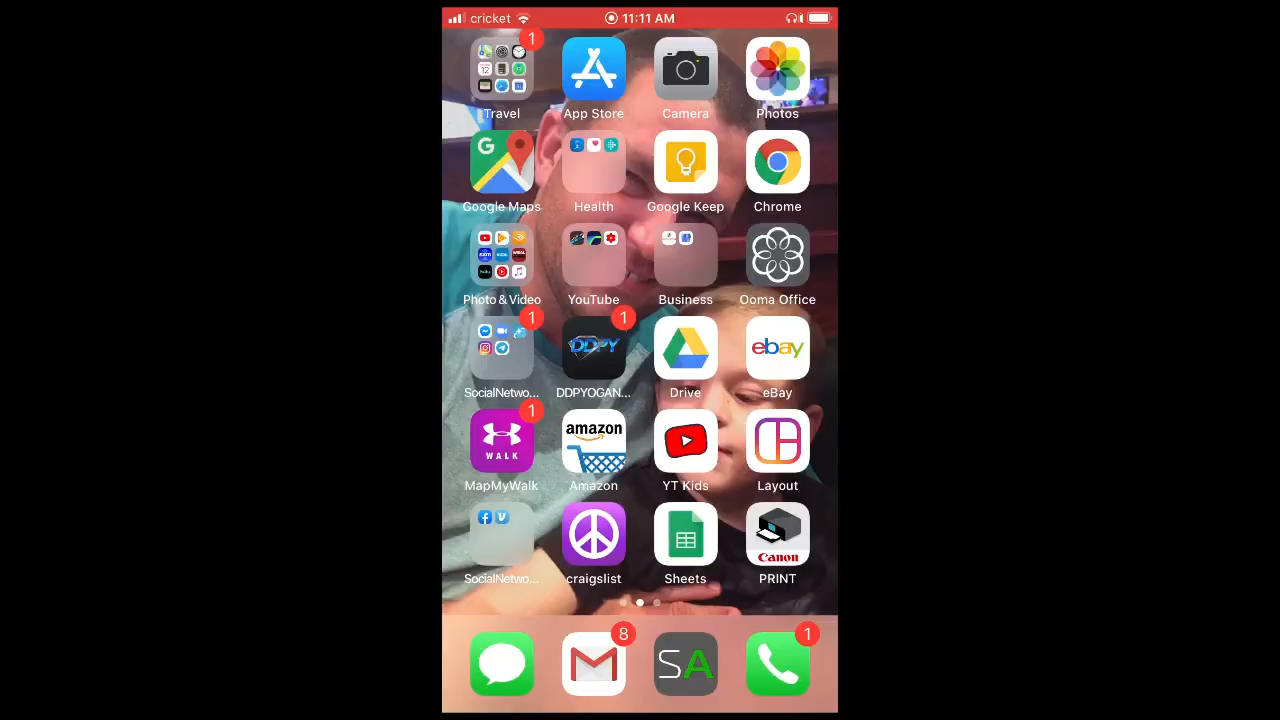 cricket 11:11 AM
1
Travel App Store Camera Photos
G
Google Maps Health Google Keep Chrome
Photo & Video YouTube Business Ooma Office
1 1
DDPY ebay
SocialNetwo... DDPYOGAN... Drive eBay
1
WALK amazon
MapMyWalk Amazon YT Kids Layout
Canon
SocialNetwo... craigslist Sheets PRINT
8 1
SA